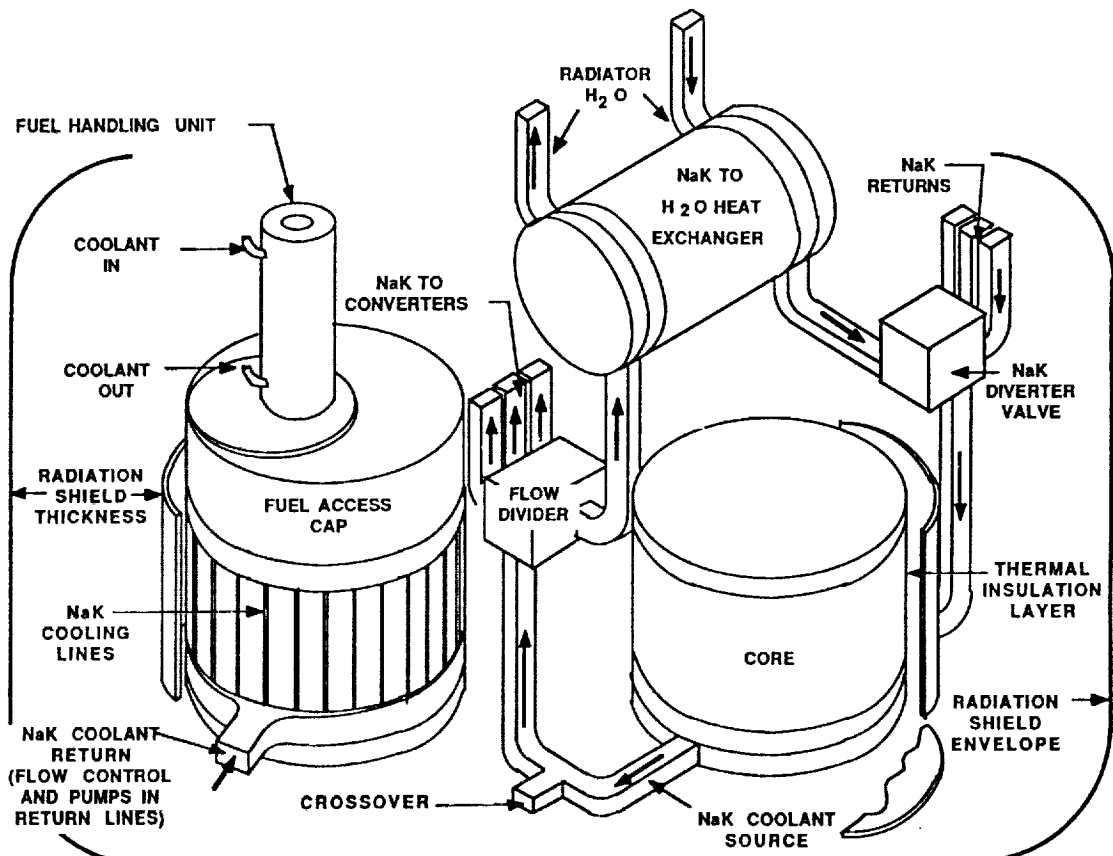 FUEL HANDLING UNIT
COOLANT
IN
COOLANT
OUT
RADIATION
SHIELD
THICKNESS
FUEL ACCESS
CAP
NaK
COOLING
LINES
NaK COOLANT
RETURN
(FLOW CONTROL
AND PUMPS IN
RETURN LINES)
RADIATOR
H2O
NaK TO
H2O HEAT
EXCHANGER
NaK TO
CONVERTERS
FLOW
DIVIDER
NaK
RETURNS
NaK
DIVERTER
VALVE
THERMAL
INSULATION
LAYER
CORE
RADIATION
SHIELD
ENVELOPE
CROSSOVER
NaK COOLANT
SOURCE